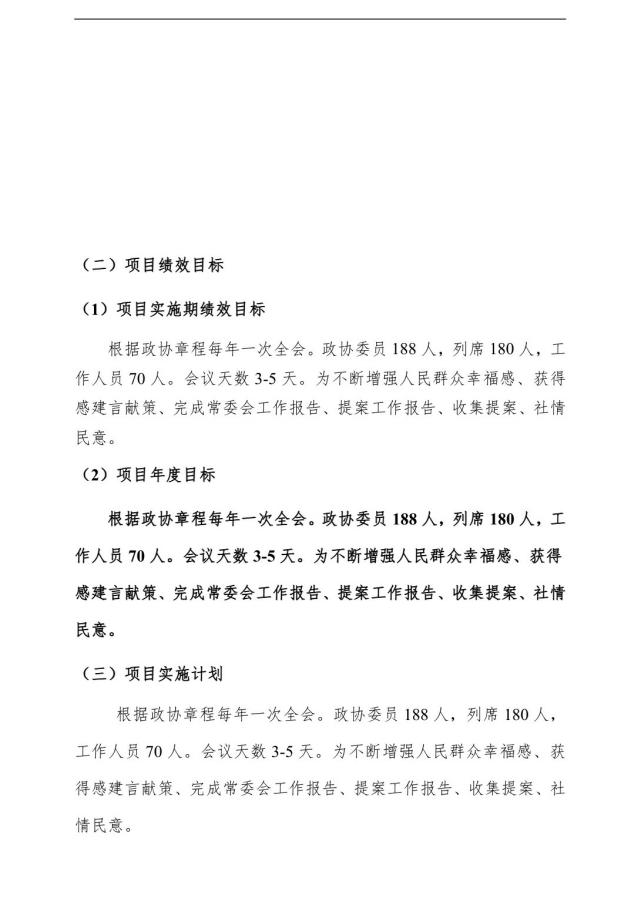 （二）项目绩效目标
（1）项目实施期绩效目标
根据政协章程每年一次全会。政协委员 188 人，列席 180 人，工
作人员 70 人。会议天数 3-5 天。为不断增强人民群众幸福感、获得
感建言献策、完成常委会工作报告、提案工作报告、收集提案、社情
民意。
（2）项目年度目标
根据政协章程每年一次全会。政协委员 188 人，列席 180 人，工
作人员 70 人。会议天数 3-5 天。为不断增强人民群众幸福感、获得
感建言献策、完成常委会工作报告、提案工作报告、收集提案、社情
民意。
（三）项目实施计划
根据政协章程每年一次全会。政协委员 188 人，列席 180 人，
工作人员 70 人。会议天数 3-5 天。为不断增强人民群众幸福感、获
得感建言献策、完成常委会工作报告、提案工作报告、收集提案、社
情民意。